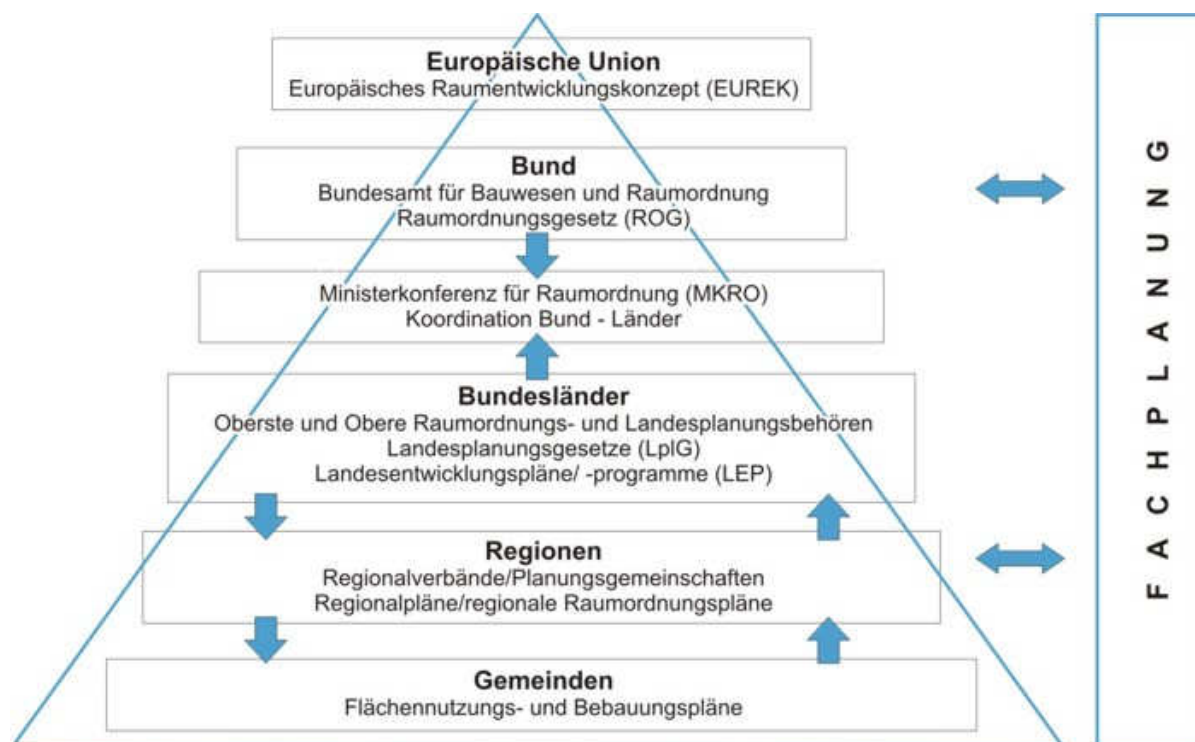 Europäische Union
Europäisches Raumentwicklungskonzept (EUREK)
Bund
Bundesamt für Bauwesen und Raumordnung
Raumordnungsgesetz (ROG)
Ministerkonferenz für Raumordnung (MKRO)
Koordination Bund - Länder
Bundesländer
Oberste und Obere Raumordnungs- und Landesplanungsbehören
Landesplanungsgesetze (LplG)
Landesentwicklungspläne/ -programme (LEP)
Regionen
Regionalverbände/Planungsgemeinschaften
Regionalpläne/regionale Raumordnungspläne
Gemeinden
Flächennutzungs- und Bebauungspläne
FACHPLANUNG